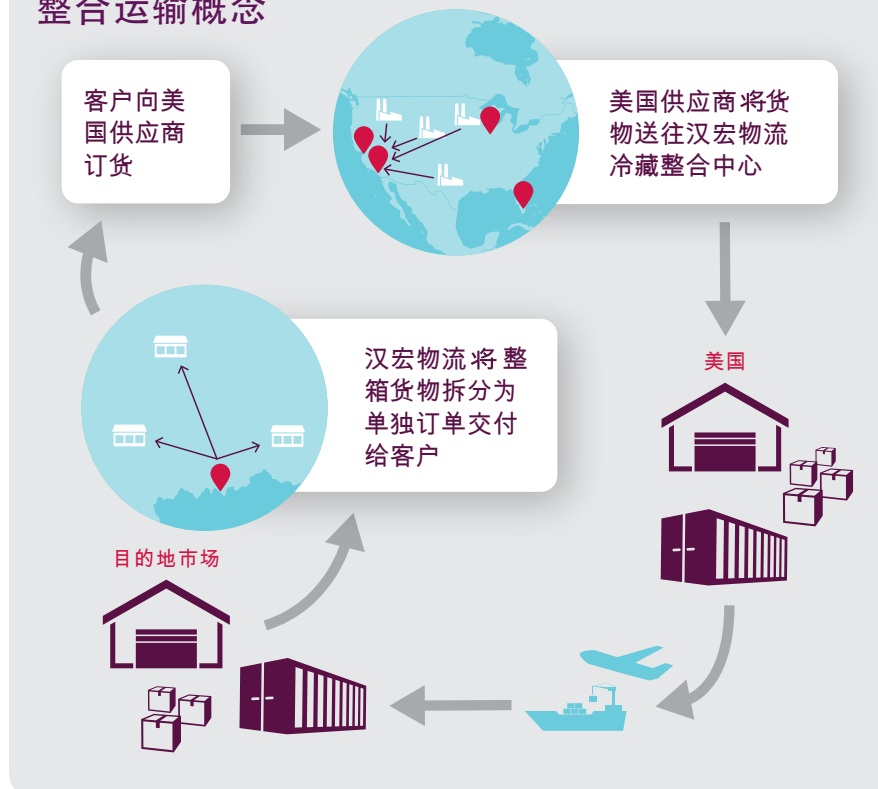 整合运输概念
客户向美
国供应商
订货
美国供应商将货
物送往汉宏物流
冷藏整合中心
美国
汉宏物流将整
箱货物拆分为
单独订单交付
给客户
目的地市场